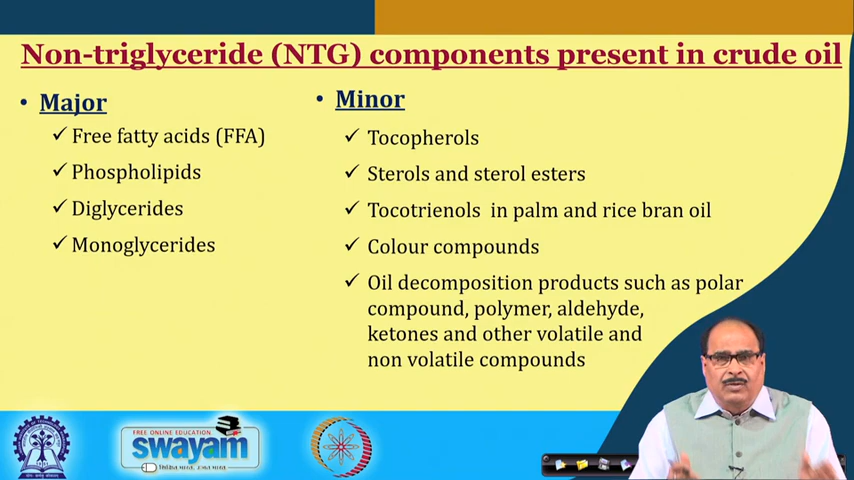 Non-triglyceride (NTG) components present in crude oil
• Major
✓ Free fatty acids (FFA)
✓ Phospholipids
✓ Diglycerides
✓ Monoglycerides
• Minor
✓ Tocopherols
✓ Sterols and sterol esters
✓ Tocotrienols in palm and rice bran oil
✓ Colour compounds
✓ Oil decomposition products such as polar
compound, polymer, aldehyde,
ketones and other volatile and
non volatile compounds
FREE ONLINE EDUCATION
swayam